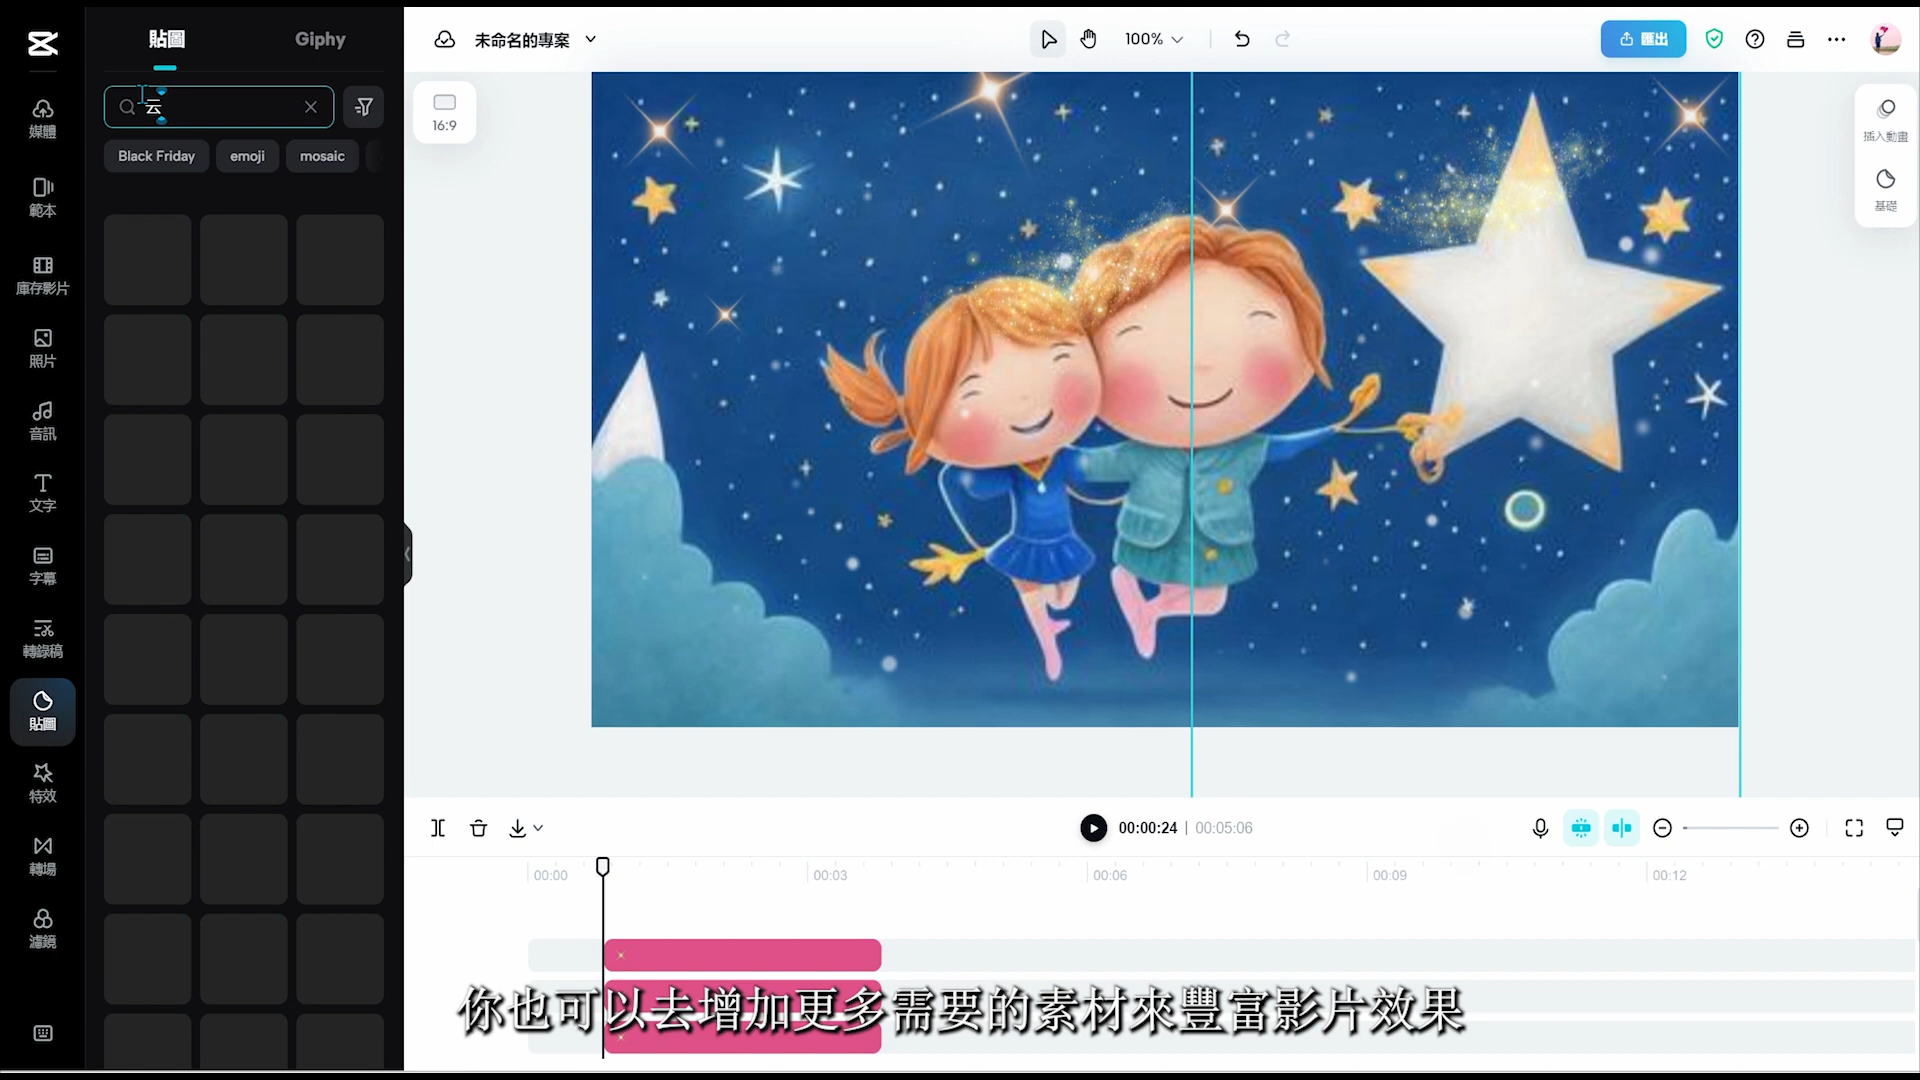 貼圖
Giphy
云
Black Friday
emoji
mosaic
媒體
範本
庫存影片
照片
音訊
文字
字幕
轉錄稿
貼圖
特效
轉場
濾鏡
未命名的專案
100%
匯出
16:9
插入動畫
基礎
00:00:24 | 00:05:06
00:00
00:03
00:06
00:09
00:12
你也可以去增加更多需要的素材來豐富影片效果